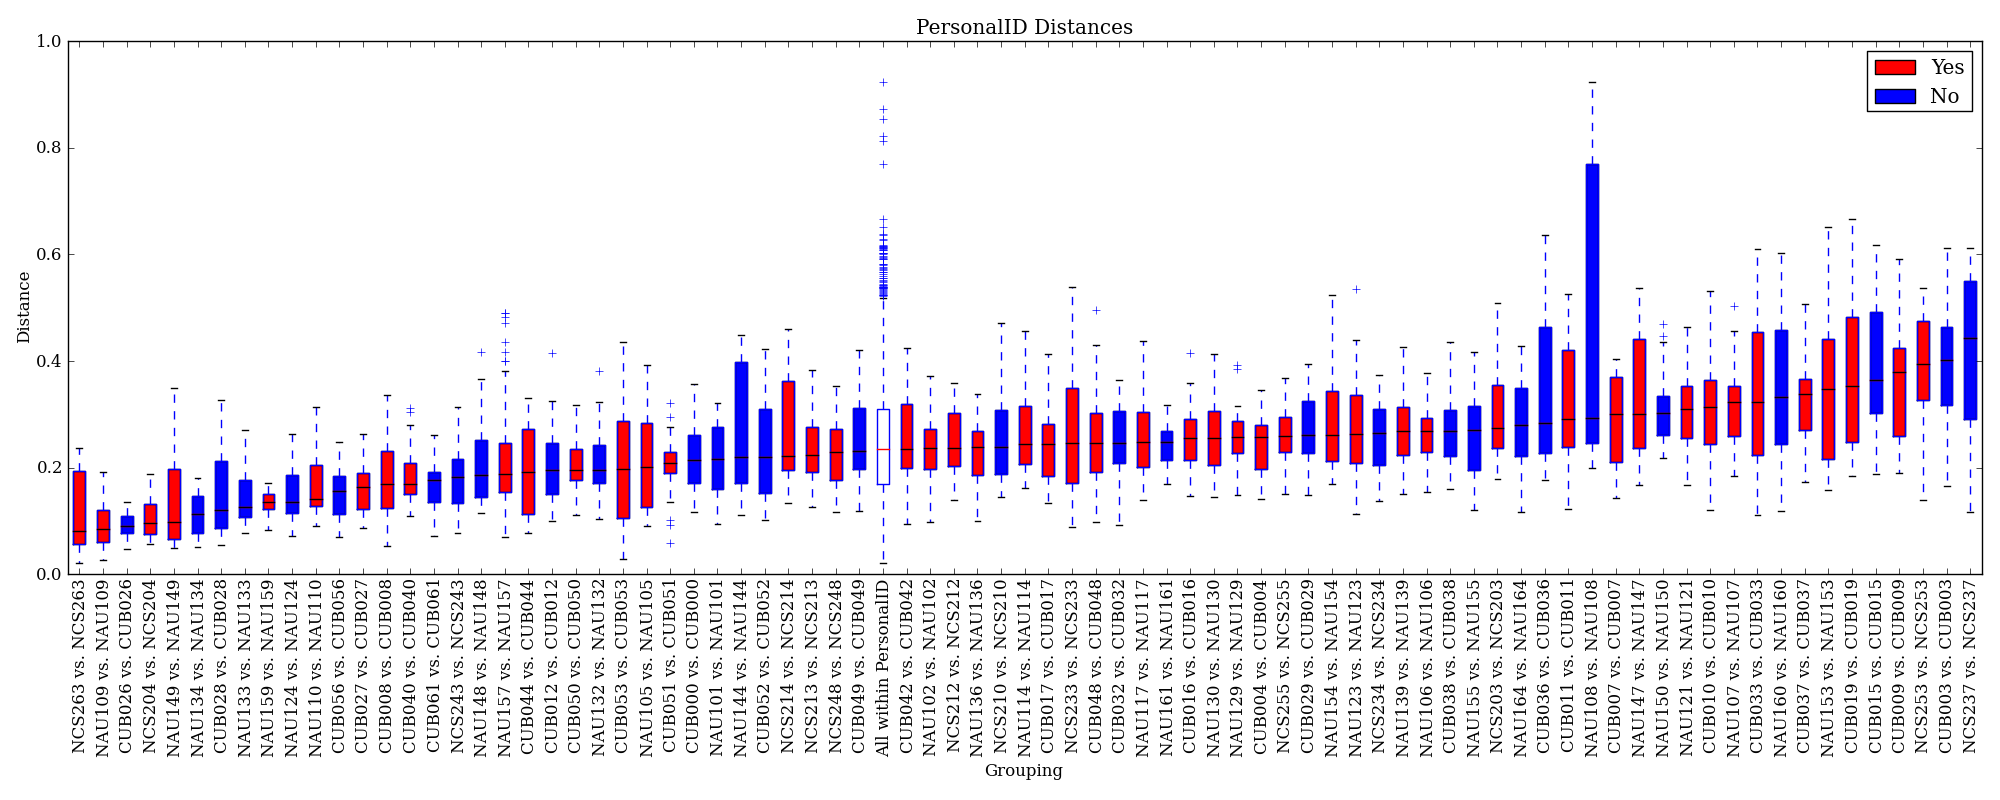 PersonalID Distances
1.0
0.8
0.6
0.4
0.2
0.0
Distance
Yes
No
NCS263 vs. NCS263
NAU109 vs. NAU109
CUB026 vs. CUB026
NCS204 vs. NCS204
NAU149 vs. NAU149
NAU134 vs. NAU134
CUB028 vs. CUB028
NAU133 vs. NAU133
NAU159 vs. NAU159
NAU124 vs. NAU124
NAU110 vs. NAU110
CUB056 vs. CUB056
CUB027 vs. CUB027
CUB008 vs. CUB008
CUB040 vs. CUB040
CUB061 vs. CUB061
NCS243 vs. NCS243
NAU148 vs. NAU148
NAU157 vs. NAU157
CUB044 vs. CUB044
CUB012 vs. CUB012
CUB050 vs. CUB050
NAU132 vs. NAU132
CUB053 vs. CUB053
NAU105 vs. NAU105
CUB051 vs. CUB051
CUB000 vs. CUB000
NAU101 vs. NAU101
NAU144 vs. NAU144
CUB052 vs. CUB052
NCS214 vs. NCS214
NCS213 vs. NCS213
NCS248 vs. NCS248
CUB049 vs. CUB049
All within PersonalID
CUB042 vs. CUB042
NAU102 vs. NAU102
NCS212 vs. NCS212
NAU136 vs. NAU136
NCS210 vs. NCS210
NAU114 vs. NAU114
CUB017 vs. CUB017
NCS233 vs. NCS233
CUB048 vs. CUB048
CUB032 vs. CUB032
NAU117 vs. NAU117
NAU161 vs. NAU161
CUB016 vs. CUB016
NAU130 vs. NAU130
NAU129 vs. NAU129
CUB004 vs. CUB004
NCS255 vs. NCS255
CUB029 vs. CUB029
NAU154 vs. NAU154
NAU123 vs. NAU123
NCS234 vs. NCS234
NAU139 vs. NAU139
NAU106 vs. NAU106
CUB038 vs. CUB038
NAU155 vs. NAU155
NCS203 vs. NCS203
NAU164 vs. NAU164
CUB036 vs. CUB036
CUB011 vs. CUB011
NAU108 vs. NAU108
CUB007 vs. CUB007
NAU147 vs. NAU147
NAU150 vs. NAU150
NAU121 vs. NAU121
CUB010 vs. CUB010
NAU107 vs. NAU107
CUB033 vs. CUB033
NAU160 vs. NAU160
CUB037 vs. CUB037
NAU153 vs. NAU153
CUB019 vs. CUB019
CUB015 vs. CUB015
CUB009 vs. CUB009
NCS253 vs. NCS253
CUB003 vs. CUB003
NCS237 vs. NCS237
Grouping